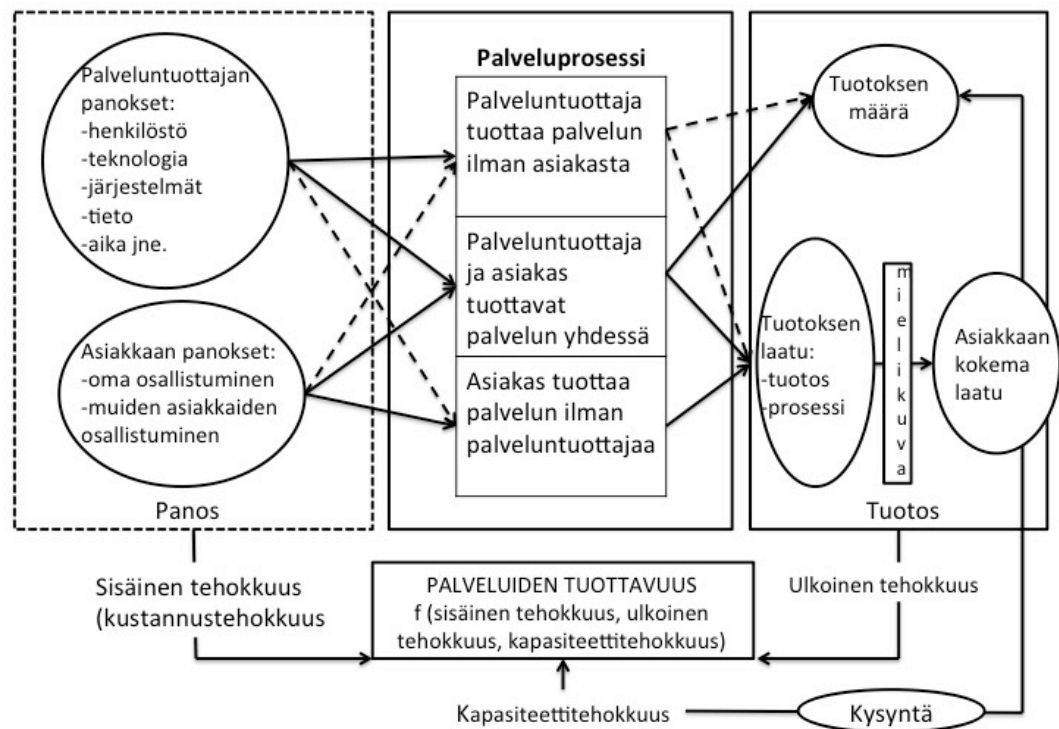 Palveluntuottajan
panokset:
-henkilöstö
-teknologia
-järjestelmät
-tieto
-aika jne.
Asiakkaan panokset:
-oma osallistuminen
-muiden asiakkaiden
osallistuminen
Panos
Palveluprosessi
Palveluntuottaja
tuottaa palvelun
ilman asiakasta
Palveluntuottaja
ja asiakas
tuottavat
palvelun yhdessä
Asiakas tuottaa
palvelun ilman
palveluntuottajaa
Tuotoksen
määrä
Tuotoksen
laatu:
-tuotos
-prosessi
mielikuva
Asiakkaan
kokema
laatu
Tuotos
Sisäinen tehokkuus
(kustannustehokkuus
PALVELUIDEN TUOTTAVUUS
f (sisäinen tehokkuus, ulkoinen
tehokkuus, kapasiteettitehokkuus)
Ulkoinen tehokkuus
Kapasiteettitehokkuus
Kysyntä